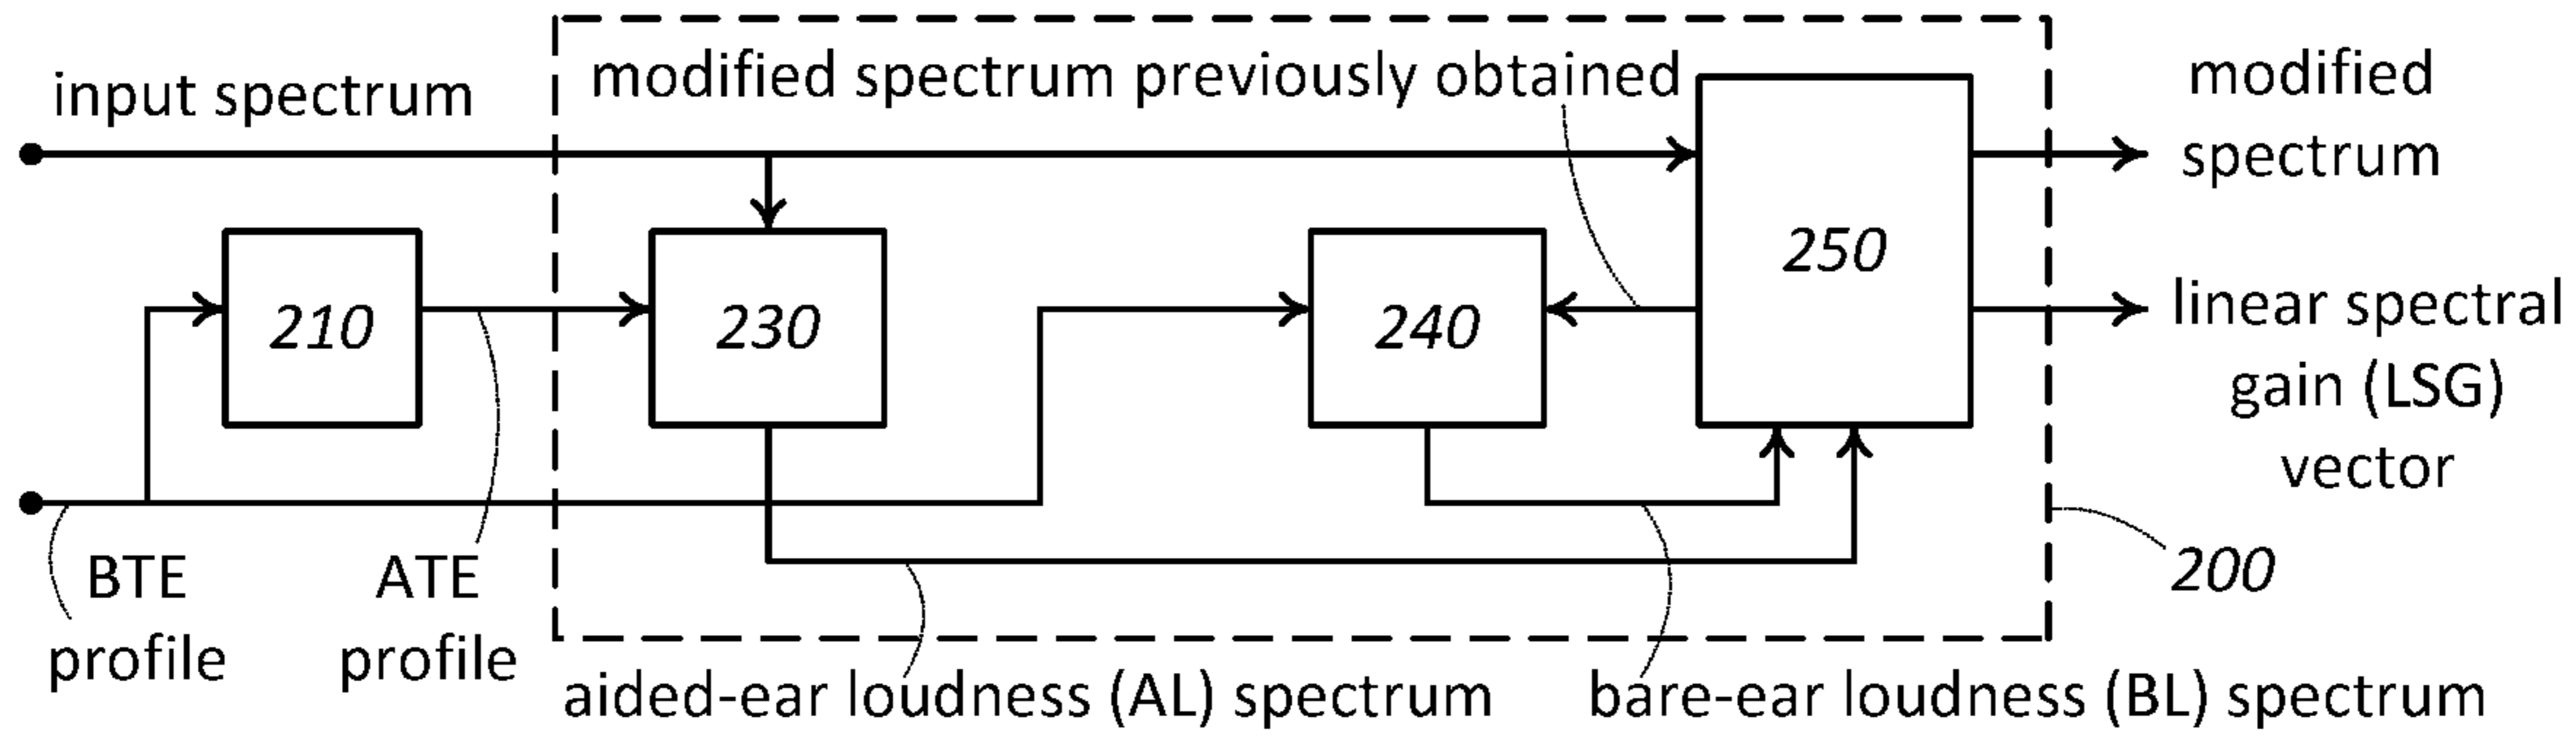 input spectrum
modified spectrum previously obtained
modified
spectrum
210
230
240
250
linear spectral
gain (LSG)
vector
BTE
profile
ATE
profile
200
aided-ear loudness (AL) spectrum
bare-ear loudness (BL) spectrum